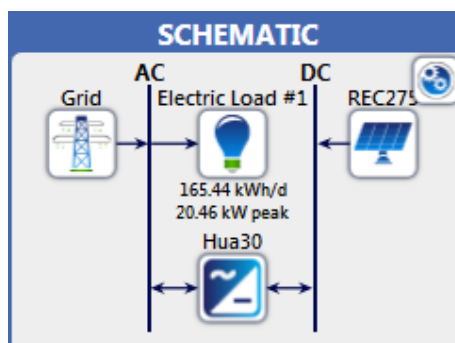 SCHEMATIC
AC DC
Grid Electric Load #1 REC275
165.44 kWh/d
20.46 kW peak
Hua30